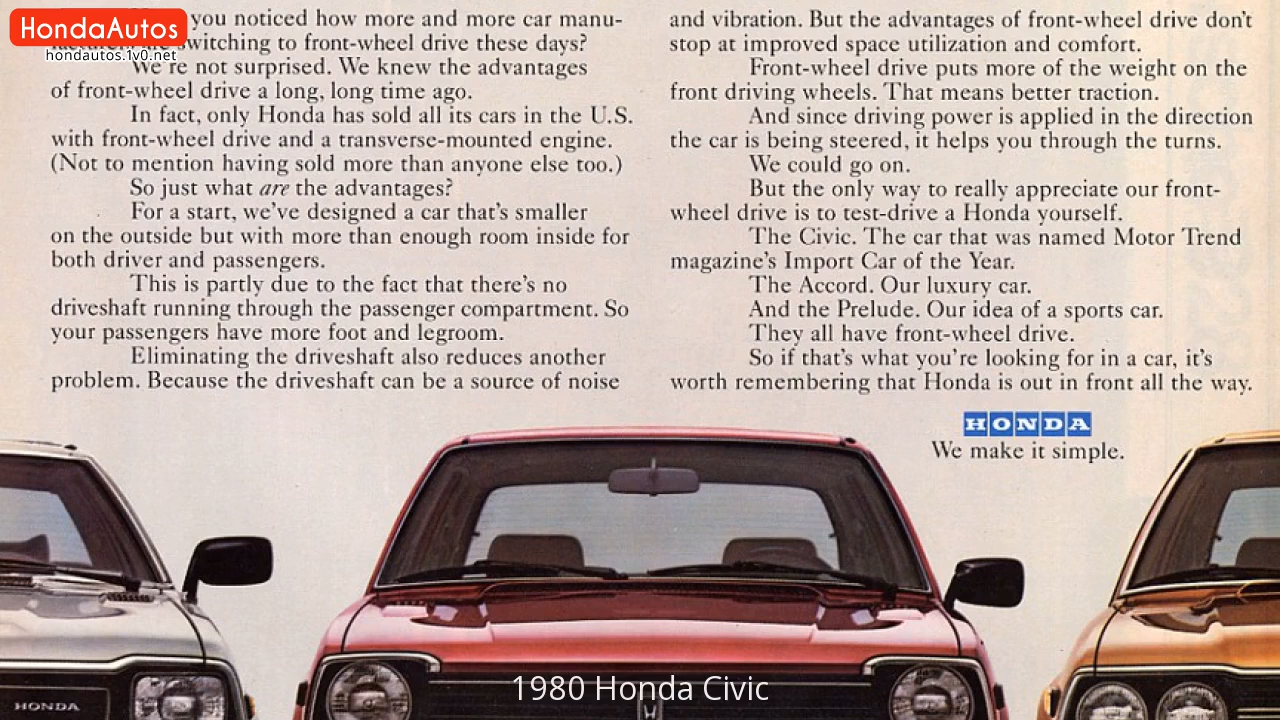 HondaAutos
hondautos.1v0.net
you noticed how more and more car manu-
switching to front-wheel drive these days?
We're not surprised. We knew the advantages
of front-wheel drive a long, long time ago.
In fact, only Honda has sold all its cars in the U.S.
with front-wheel drive and a transverse-mounted engine.
(Not to mention having sold more than anyone else too.)
So just what are the advantages?
For a start, we've designed a car that's smaller
on the outside but with more than enough room inside for
both driver and passengers.
This is partly due to the fact that there's no
driveshaft running through the passenger compartment. So
your passengers have more foot and legroom.
Eliminating the driveshaft also reduces another
problem. Because the driveshaft can be a source of noise
and vibration. But the advantages of front-wheel drive don't
stop at improved space utilization and comfort.
Front-wheel drive puts more of the weight on the
front driving wheels. That means better traction.
And since driving power is applied in the direction
the car is being steered, it helps you through the turns.
We could go on.
But the only way to really appreciate our front-
wheel drive is to test-drive a Honda yourself.
The Civic. The car that was named Motor Trend
magazine's Import Car of the Year.
The Accord. Our luxury car.
And the Prelude. Our idea of a sports car.
They all have front-wheel drive.
So if that's what you're looking for in a car, it's
worth remembering that Honda is out in front all the way.
HONDA
We make it simple.
HONDA
1980 Honda Civic